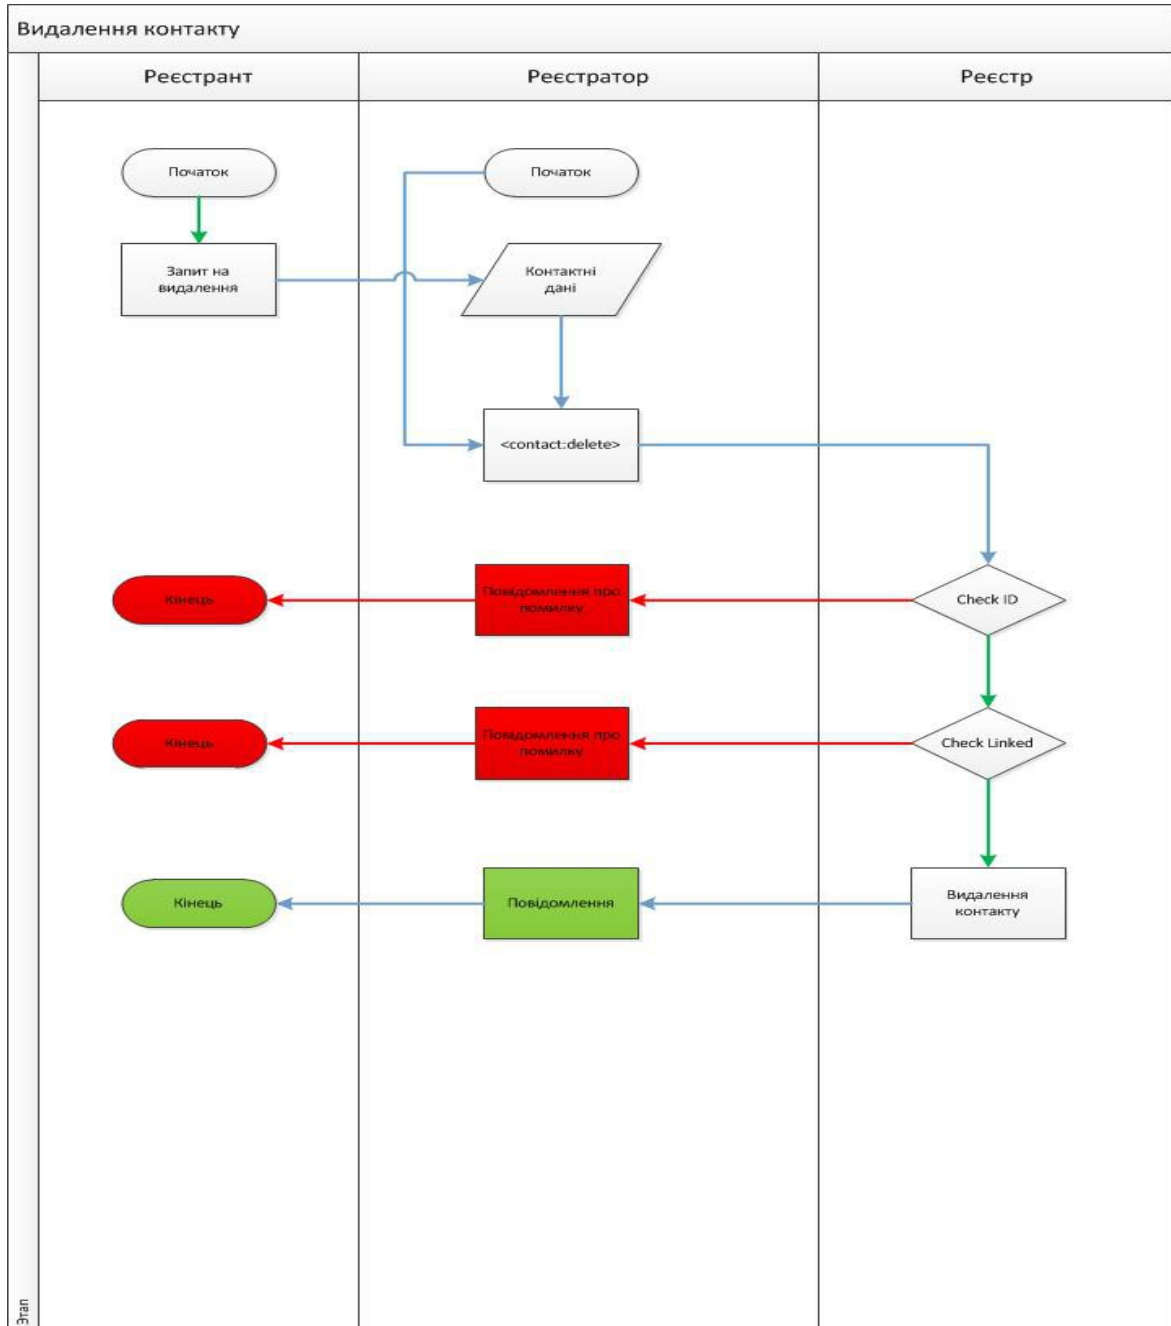 Видалення контакту
Реєстрант
Реєстратор
Реєстр
Початок
Початок
Запит на
видалення
Контактні
дані
<contact:delete>
Кінець
Повідомлення про
помилку
Check ID
Кінець
Повідомлення про
помилку
Check Linked
Кінець
Повідомлення
Видалення
контакту
Этап